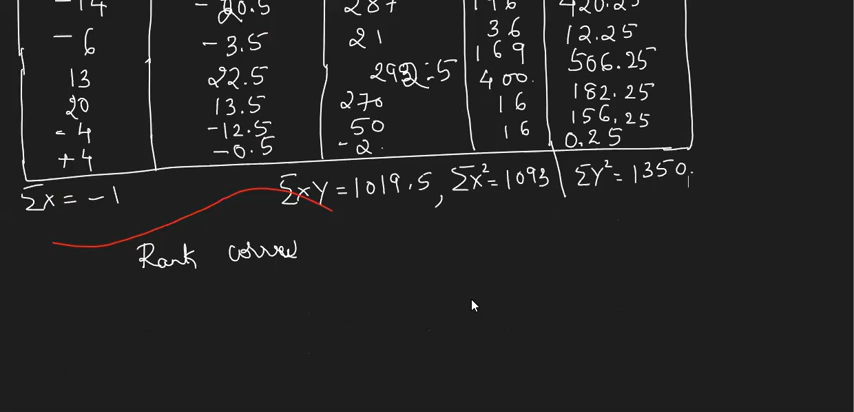 -14 -20.5 287 196 420.25
-6 -3.5 21 36 12.25
13 22.5 292.5 169 506.25
20 13.5 270 400 182.25
-4 -12.5 50 16 156.25
+4 -0.5 -2 16 0.25
Σx = -1 ΣxY = 1019.5, Σx² = 1093 ΣY² = 1350
Rank